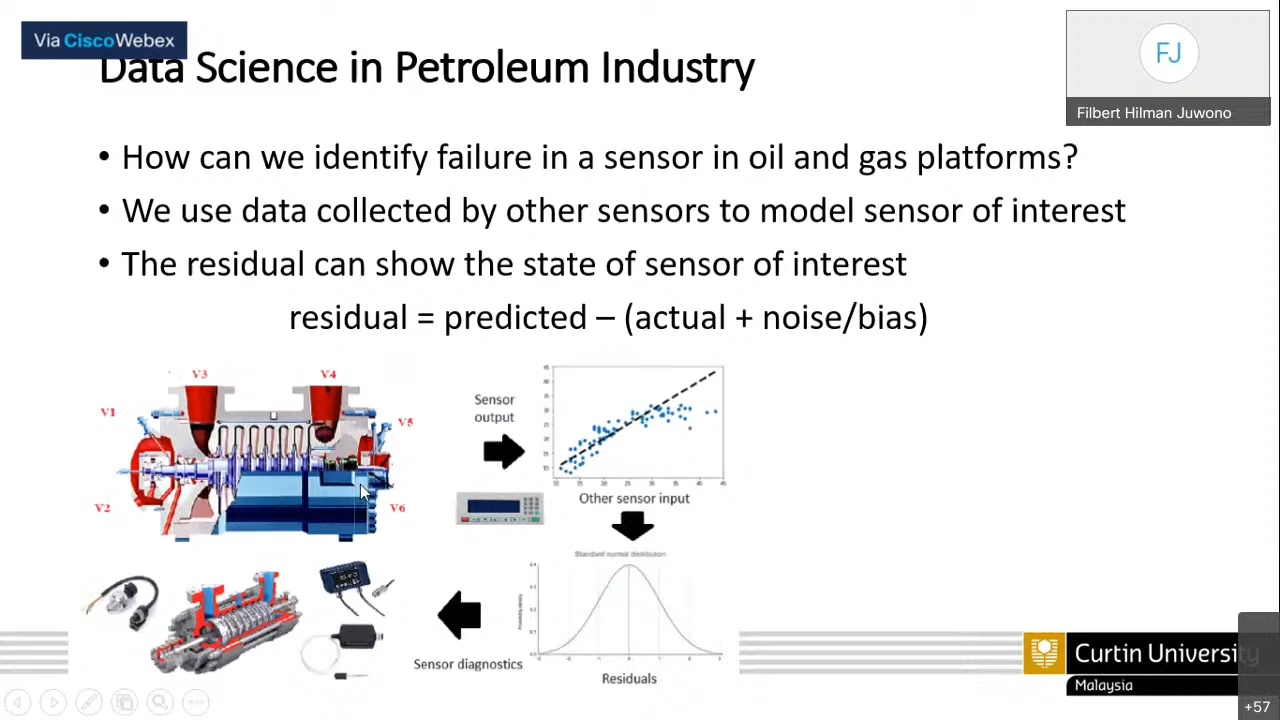 Via CiscoWebex
FJ
Filbert Hilman Juwono
Data Science in Petroleum Industry
• How can we identify failure in a sensor in oil and gas platforms?
• We use data collected by other sensors to model sensor of interest
• The residual can show the state of sensor of interest
residual = predicted – (actual + noise/bias)
V3
V4
V1
V5
V2
V6
Sensor
output
Other sensor input
Standard normal distribution
Residuals
Sensor diagnostics
Curtin University
Malaysia
+57